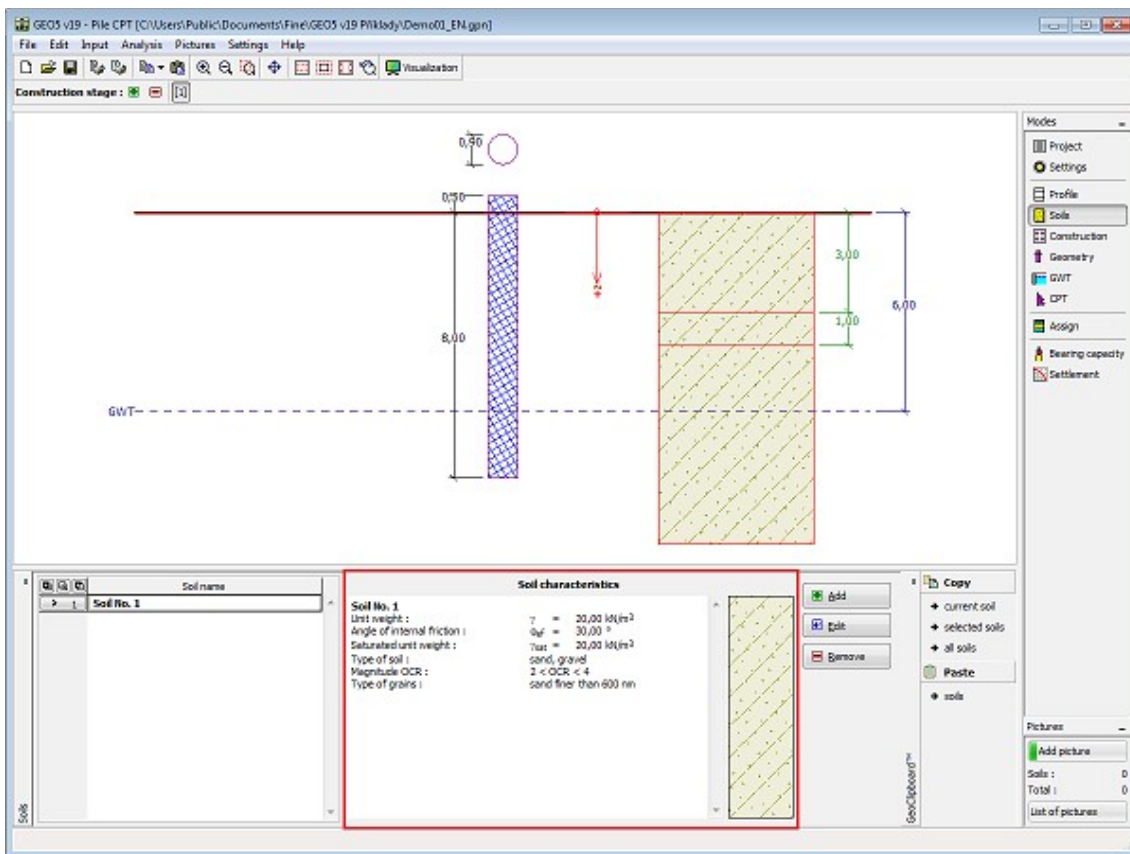 GEO5 v19 - Pile CPT [C:\Users\Public\Documents\Fine\GEO5 v19 Příklady\Demo01_EN.gpn]
File Edit Input Analysis Pictures Settings Help
Visualization
Construction stage : [1]
0,90
0,50
8,00
+z
3,00
1,00
6,00
GWT
Modes
Project
Settings
Profile
Soils
Construction
Geometry
GWT
CPT
Assign
Bearing capacity
Settlement
Soils
Soil name
> 1 Soil No. 1
Soil characteristics
Soil No. 1
Unit weight : γ = 20,00 kN/m³
Angle of internal friction : φef = 30,00 °
Saturated unit weight : γsat = 20,00 kN/m³
Type of soil : sand, gravel
Magnitude OCR : 2 < OCR < 4
Type of grains : sand finer than 600 nm
Add
Edit
Remove
GeoClipboard™
Copy
current soil
selected soils
all soils
Paste
soils
Pictures
Add picture
Soils : 0
Total : 0
List of pictures